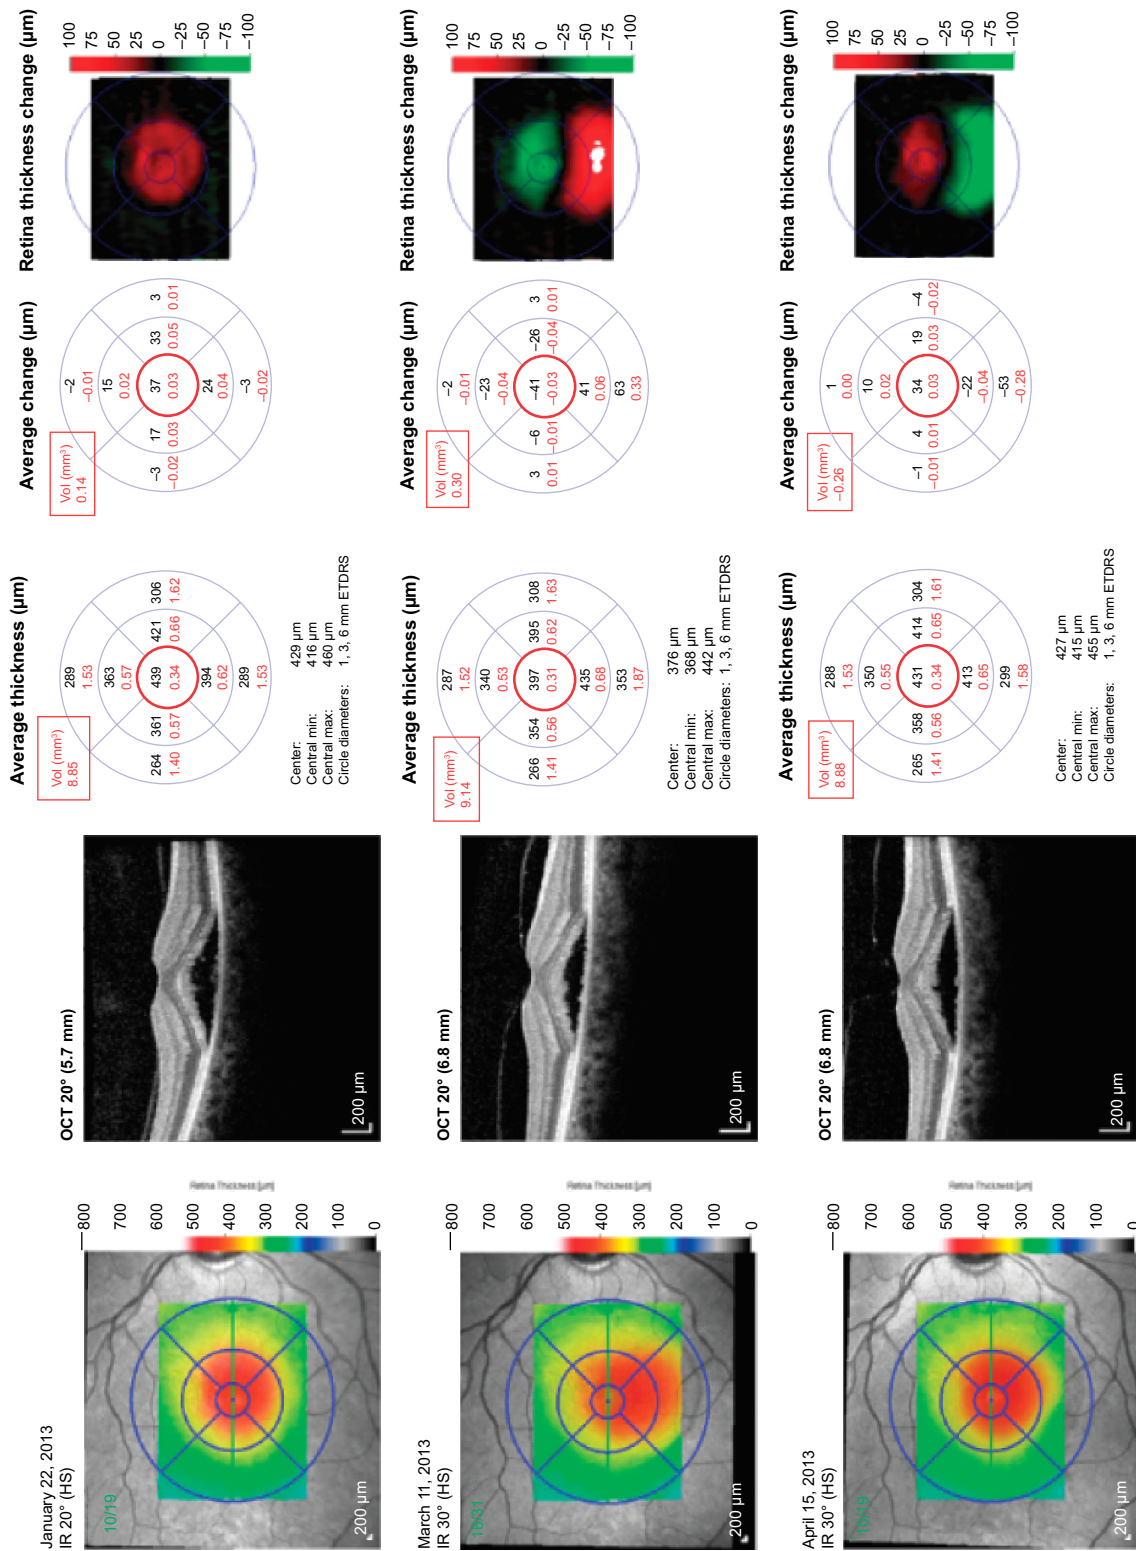 January 22, 2013
IR 20° (HS)
10/19
200 µm
800
700
600
500
400
300
200
100
0
Retina Thickness [µm]
OCT 20° (5.7 mm)
200 µm
Average thickness (µm)
Vol (mm³)
8.85
289
1.53
363
0.57
264 361 439 421 306
1.40 0.57 0.34 0.66 1.62
394
0.62
289
1.53
Center: 429 µm
Central min: 416 µm
Central max: 460 µm
Circle diameters: 1, 3, 6 mm ETDRS
Average change (µm)
Vol (mm³)
0.14
–2
–0.01
15
0.02
–3 17 37 33 3
–0.02 0.03 0.03 0.05 0.01
24
0.04
–3
–0.02
Retina thickness change (µm)
100
75
50
25
0
–25
–50
–75
–100
March 11, 2013
IR 30° (HS)
16/31
200 µm
800
700
600
500
400
300
200
100
0
Retina Thickness [µm]
OCT 20° (6.8 mm)
200 µm
Average thickness (µm)
Vol (mm³)
9.14
287
1.52
340
0.53
266 354 397 395 308
1.41 0.56 0.31 0.62 1.63
435
0.68
353
1.87
Center: 376 µm
Central min: 368 µm
Central max: 442 µm
Circle diameters: 1, 3, 6 mm ETDRS
Average change (µm)
Vol (mm³)
0.30
–2
–0.01
–23
–0.04
3 –6 –41 –26 3
0.01 –0.01 –0.03 –0.04 0.01
41
0.06
63
0.33
Retina thickness change (µm)
100
75
50
25
0
–25
–50
–75
–100
April 15, 2013
IR 30° (HS)
10/19
200 µm
800
700
600
500
400
300
200
100
0
Retina Thickness [µm]
OCT 20° (6.8 mm)
200 µm
Average thickness (µm)
Vol (mm³)
8.88
288
1.53
350
0.55
265 358 431 414 304
1.41 0.56 0.34 0.65 1.61
413
0.65
299
1.58
Center: 427 µm
Central min: 415 µm
Central max: 455 µm
Circle diameters: 1, 3, 6 mm ETDRS
Average change (µm)
Vol (mm³)
–0.26
1
0.00
10
0.02
–1 4 34 19 –4
–0.01 0.01 0.03 0.03 –0.02
–22
–0.04
–53
–0.28
Retina thickness change (µm)
100
75
50
25
0
–25
–50
–75
–100